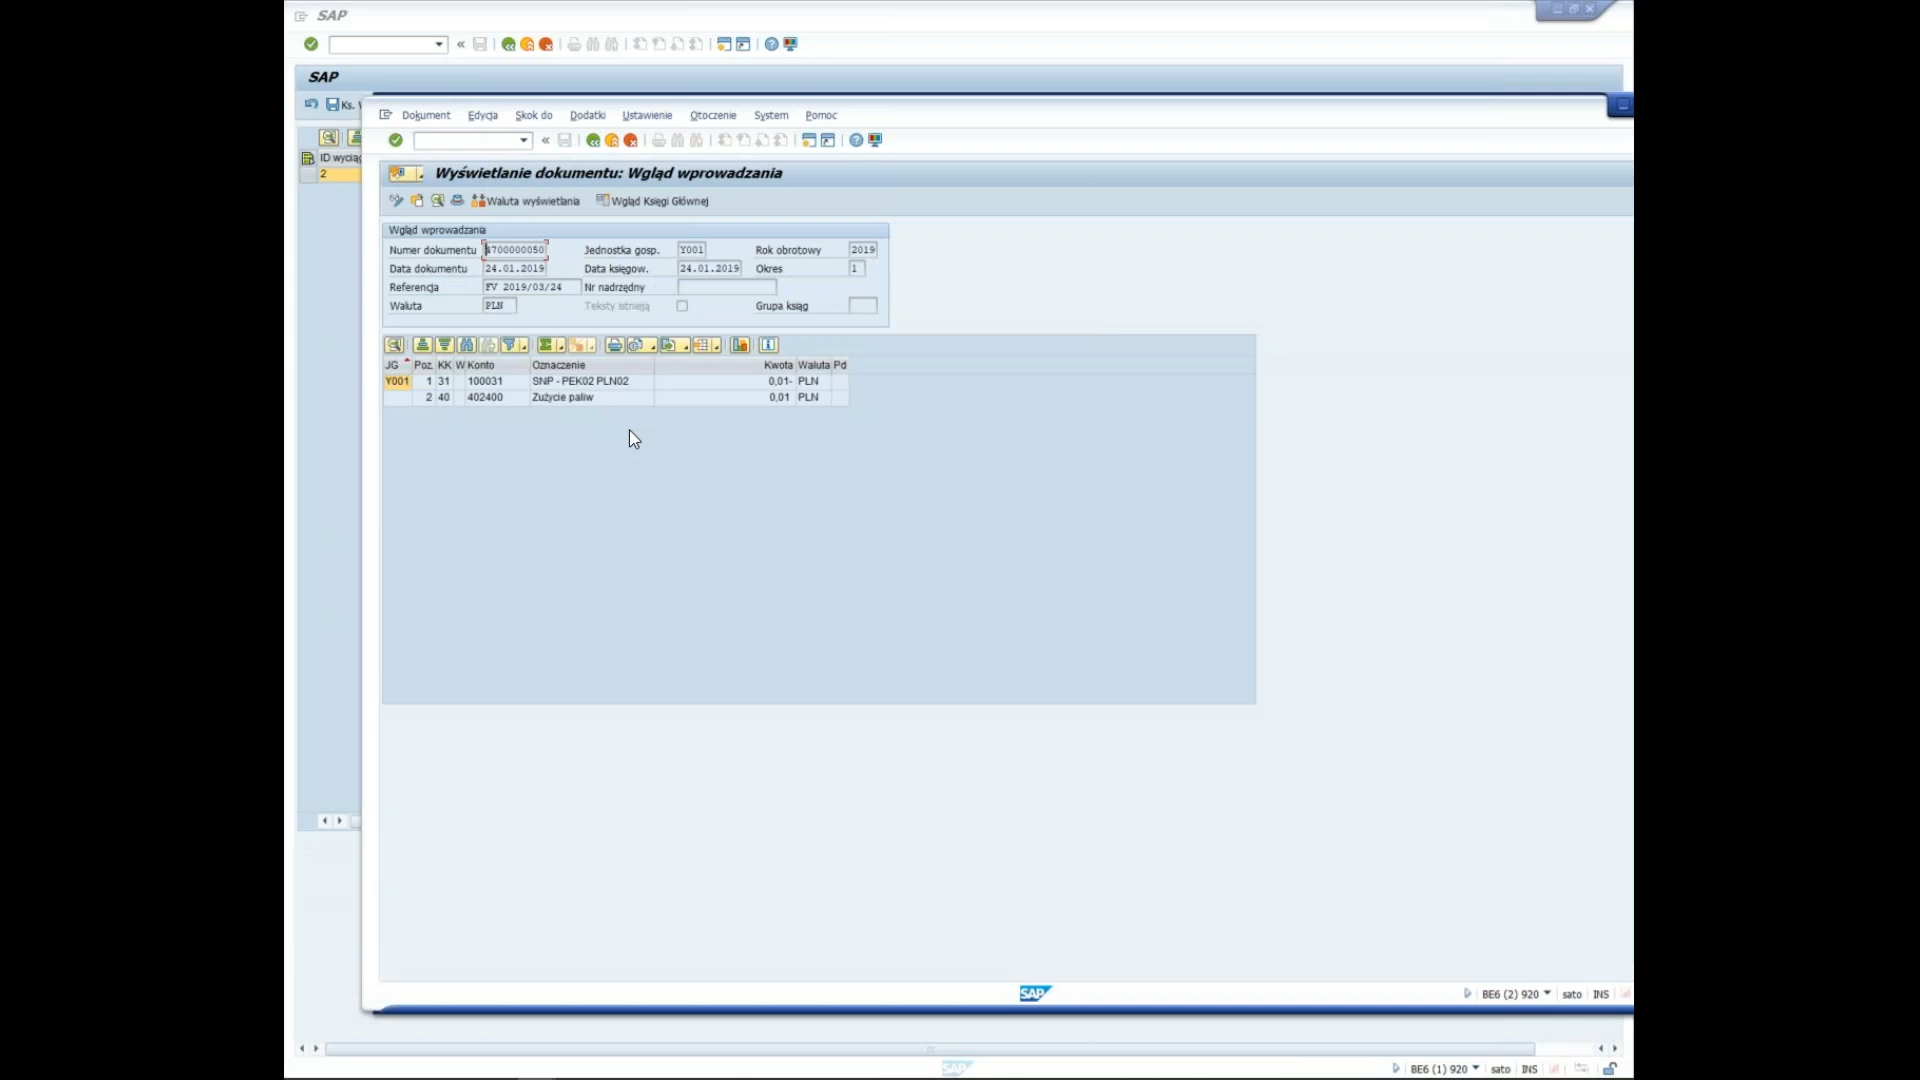 SAP
SAP
Ks.
ID wyciąg
2
Dokument Edycja Skok do Dodatki Ustawienie Otoczenie System Pomoc
Wyświetlanie dokumentu: Wgląd wprowadzania
Waluta wyświetlania Wgląd Księgi Głównej
Wgląd wprowadzania
Numer dokumentu 4700000050 Jednostka gosp. Y001 Rok obrotowy 2019
Data dokumentu 24.01.2019 Data księgow. 24.01.2019 Okres 1
Referencja FV 2019/03/24 Nr nadrzędny
Waluta PLN Teksty istnieją Grupa ksiąg
JG Poz. KK W Konto Oznaczenie Kwota Waluta Pd
Y001 1 31 100031 SNP - PEK02 PLN02 0,01- PLN
2 40 402400 Zużycie paliw 0,01 PLN
SAP
BE6 (2) 920 sato INS
SAP
BE6 (1) 920 sato INS